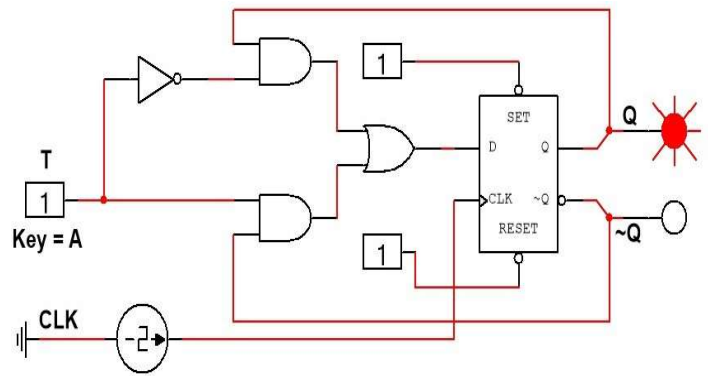 1
SET
Q
T
D
Q
1
CLK
~Q
RESET
~Q
Key = A
1
CLK
-2